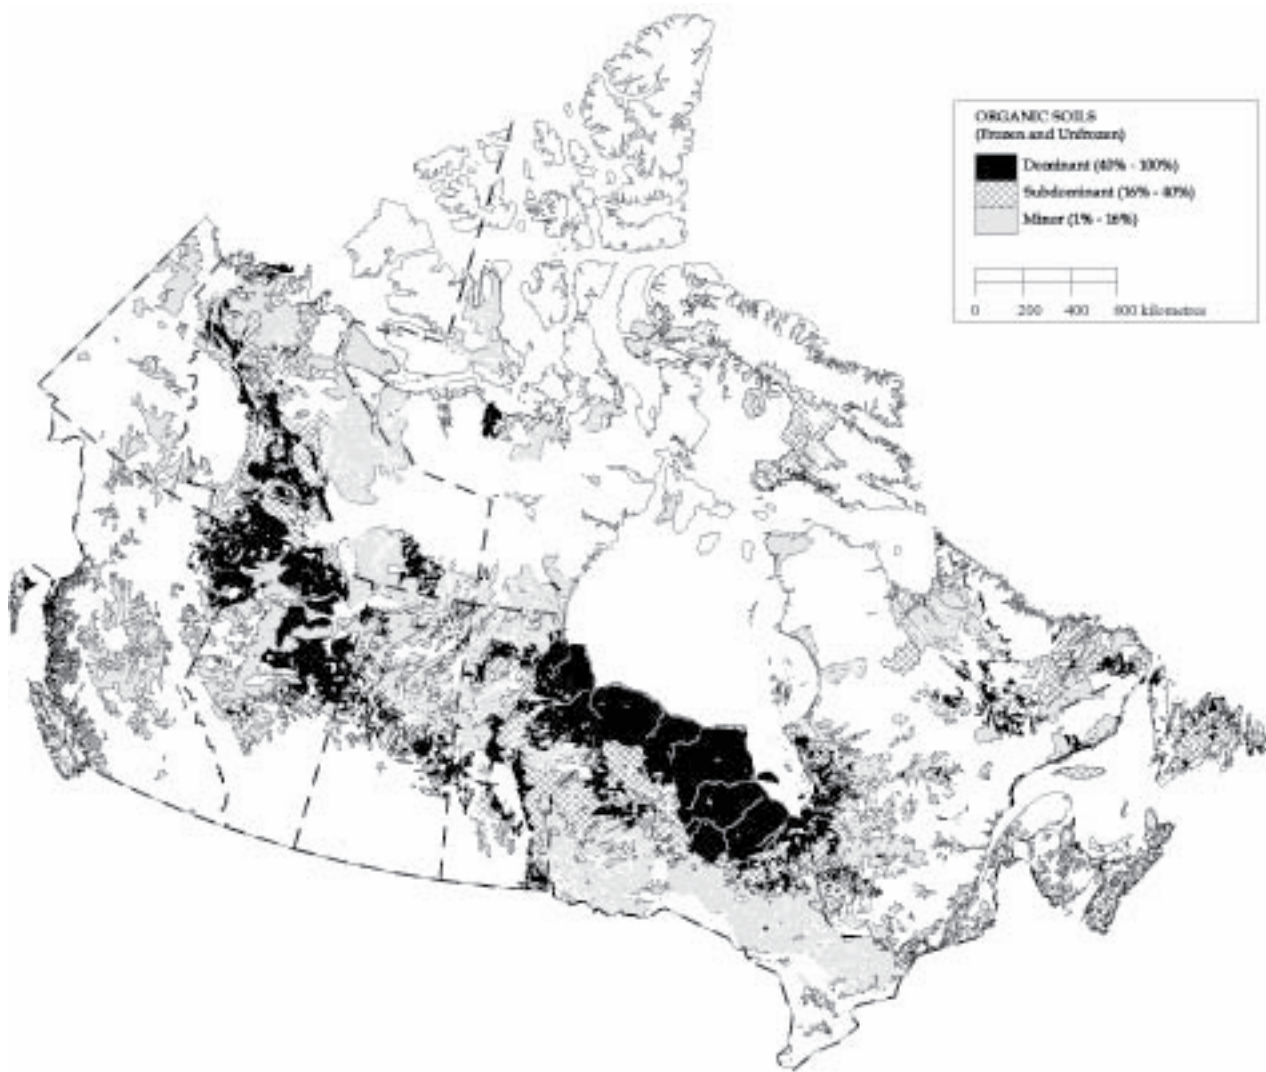 ORGANIC SOILS
(Frozen and Unfrozen)
Dominant (40% - 100%)
Subdominant (16% - 40%)
Minor (1% - 16%)
0 200 400 600 kilometres